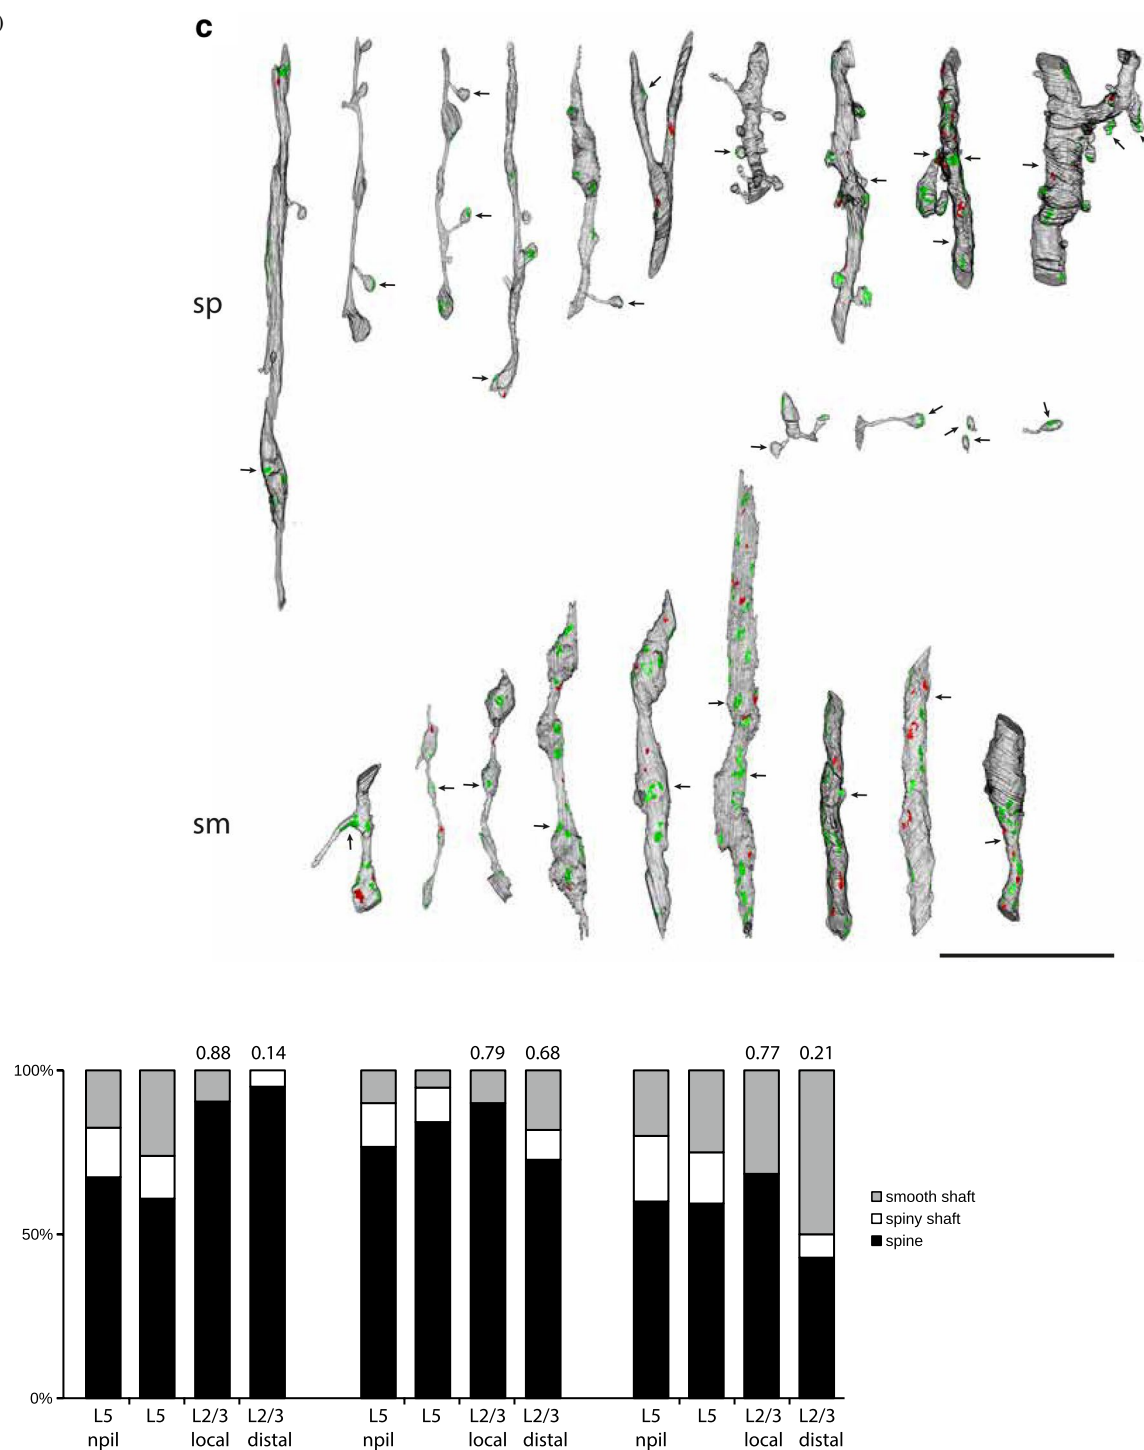 )
c
sp
sm
0.88 0.14 0.79 0.68 0.77 0.21
100%
50%
0%
smooth shaft
spiny shaft
spine
L5 L5 L2/3 L2/3 L5 L5 L2/3 L2/3 L5 L5 L2/3 L2/3
npil local distal npil local distal npil local distal